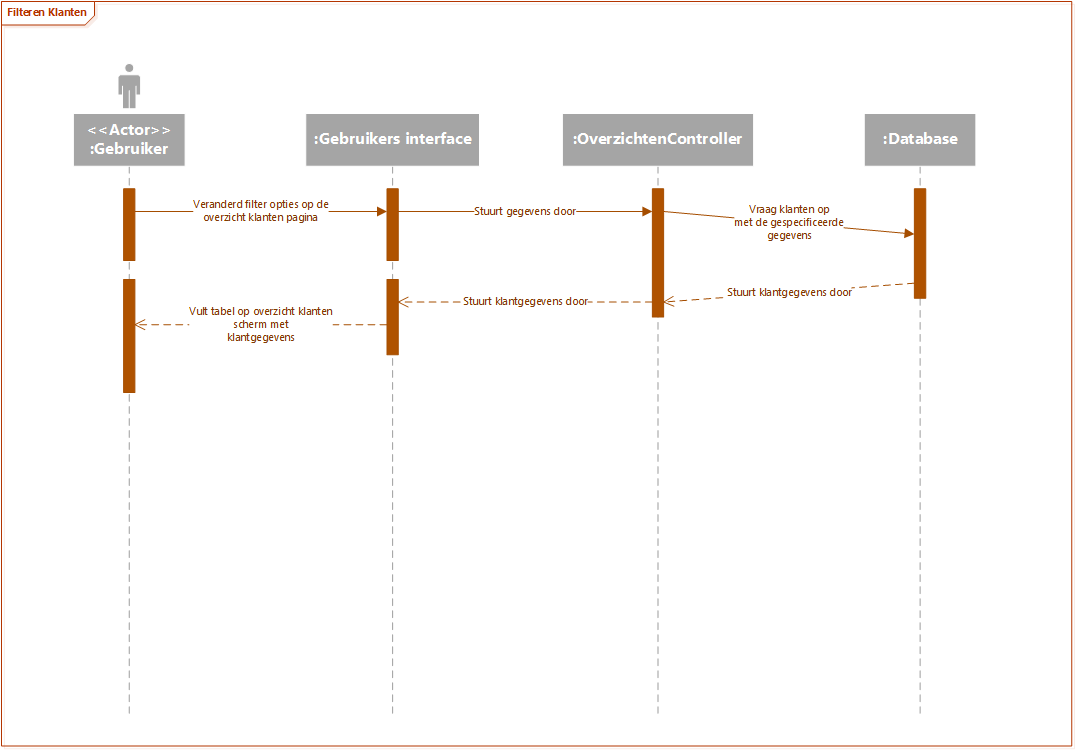 Filteren Klanten
<<Actor>>
:Gebruiker
:Gebruikers interface
:OverzichtenController
:Database
Veranderd filter opties op de
overzicht klanten pagina
Stuurt gegevens door
Vraag klanten op
met de gespecificeerde
gegevens
Stuurt klantgegevens door
Stuurt klantgegevens door
Vult tabel op overzicht klanten
scherm met
klantgegevens